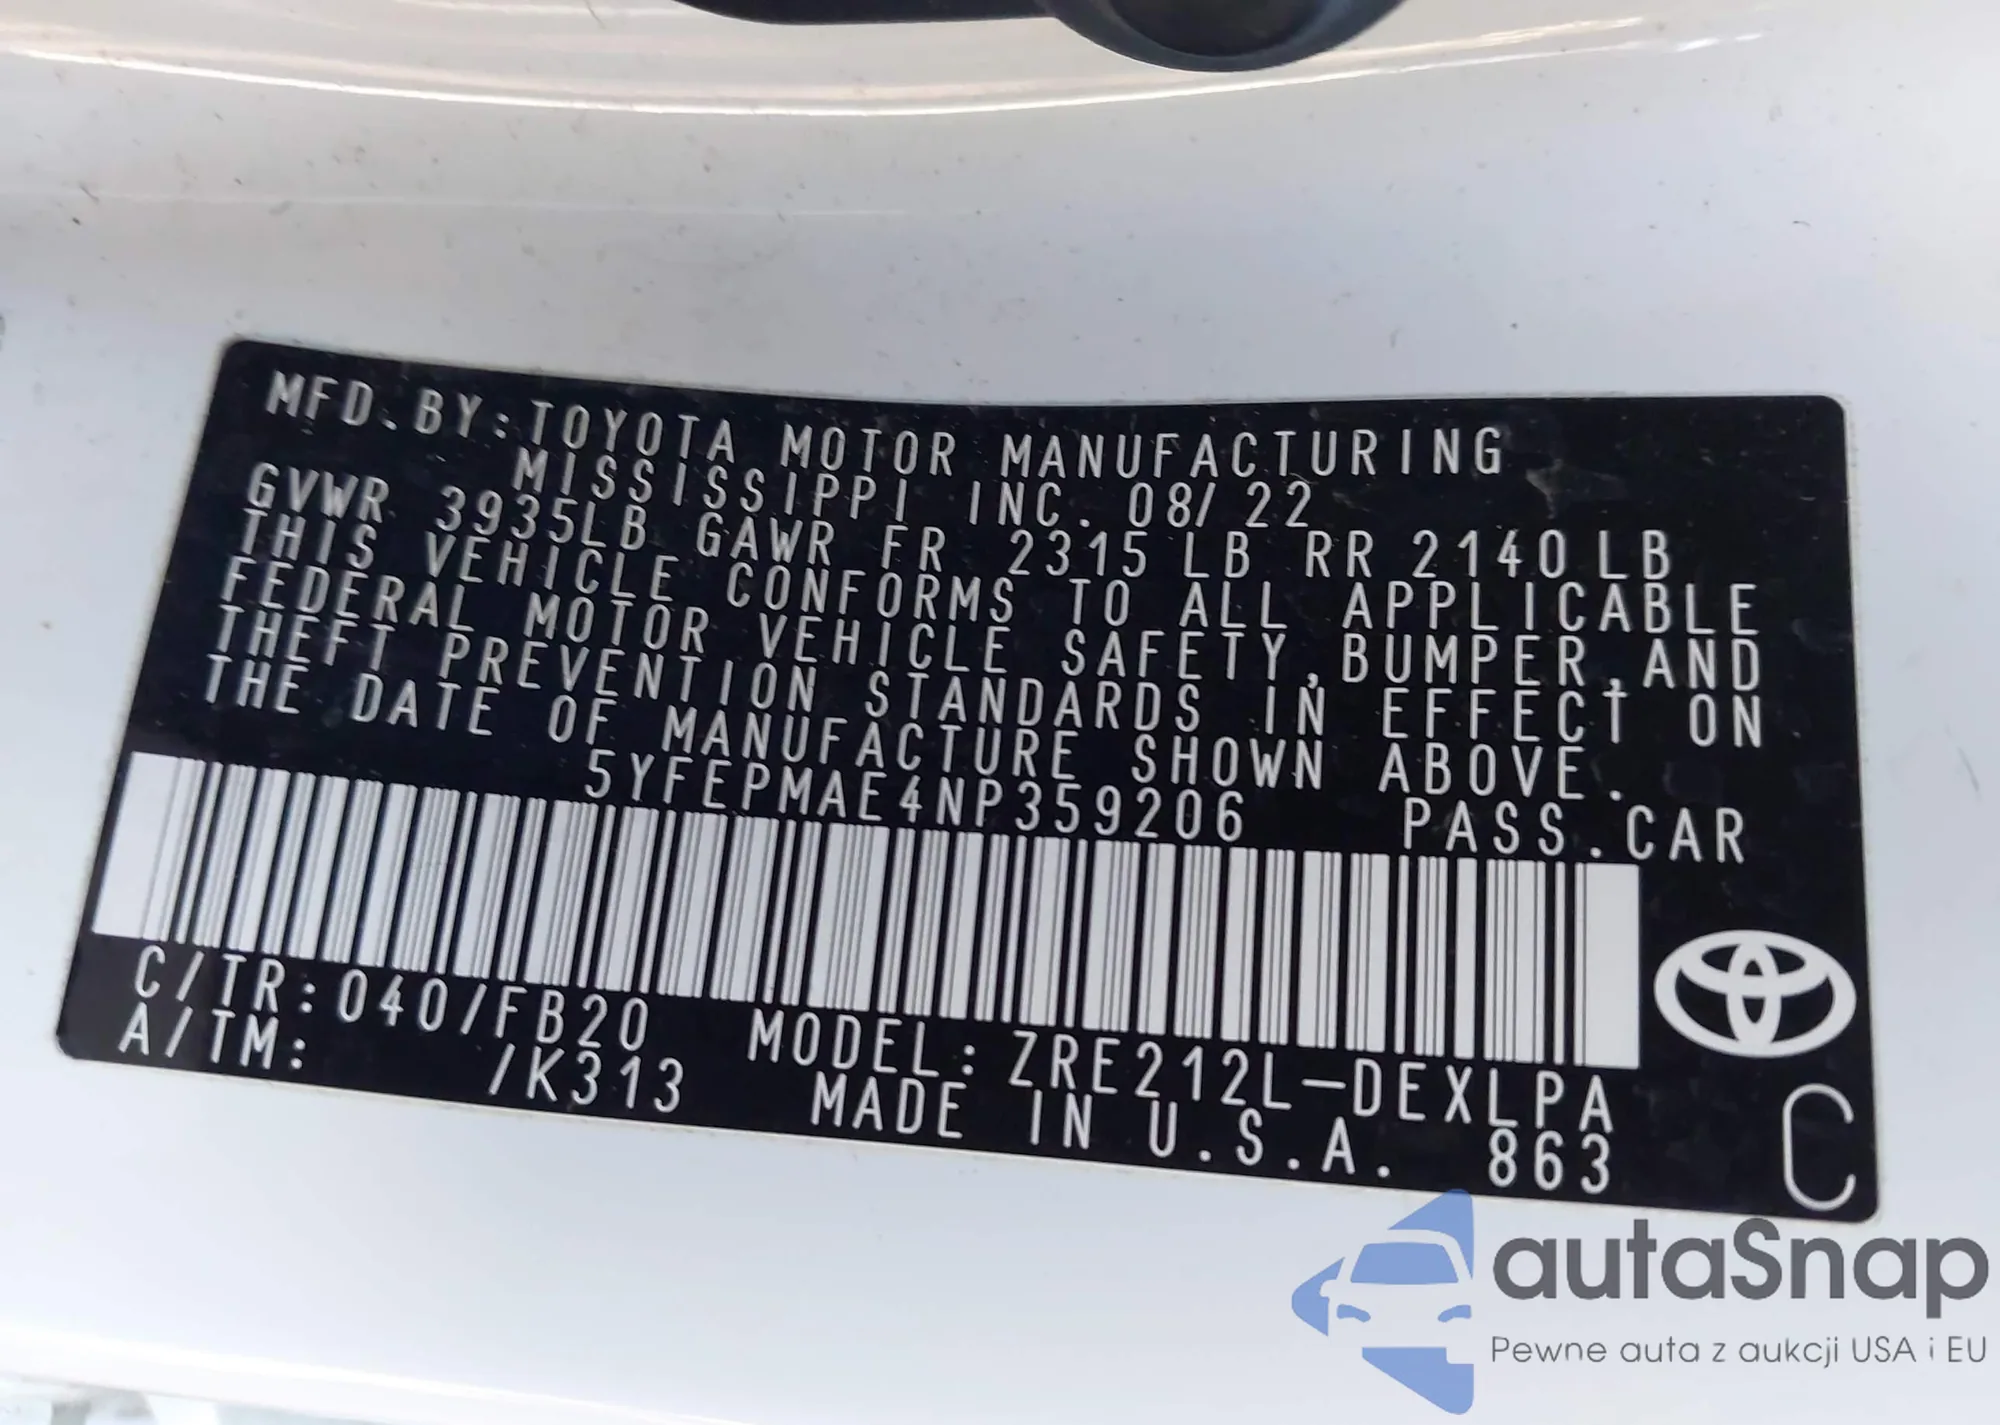 MFD.BY:TOYOTA MOTOR MANUFACTURING
MISSISSIPPI INC. 08/22
GVWR 3935LB GAWR FR 2315LB RR 2140LB
THIS VEHICLE CONFORMS TO ALL APPLICABLE
FEDERAL MOTOR VEHICLE SAFETY,BUMPER,AND
THEFT PREVENTION STANDARDS IN EFFECT ON
THE DATE OF MANUFACTURE SHOWN ABOVE.
5YFEPMAE4NP359206 PASS.CAR
C/TR:040/FB20 MODEL:ZRE212L-DEXLPA
A/TM: /K313 MADE IN U.S.A. 863
C
autaSnap
Pewne auta z aukcji USA i EU